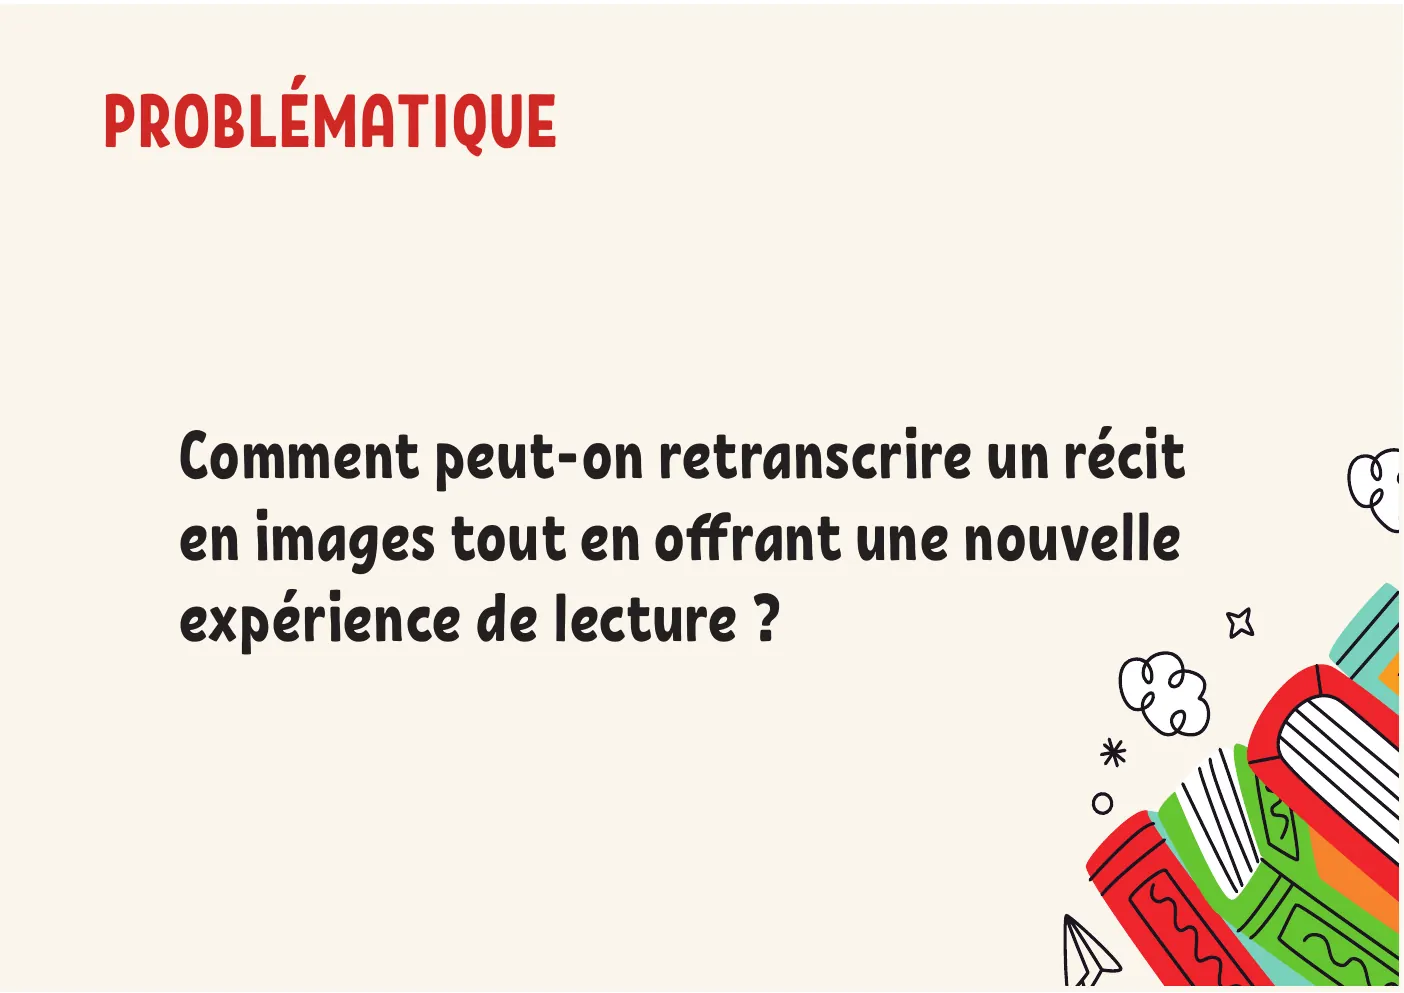 PROBLÉMATIQUE
Comment peut-on retranscrire un récit
en images tout en offrant une nouvelle
expérience de lecture ?